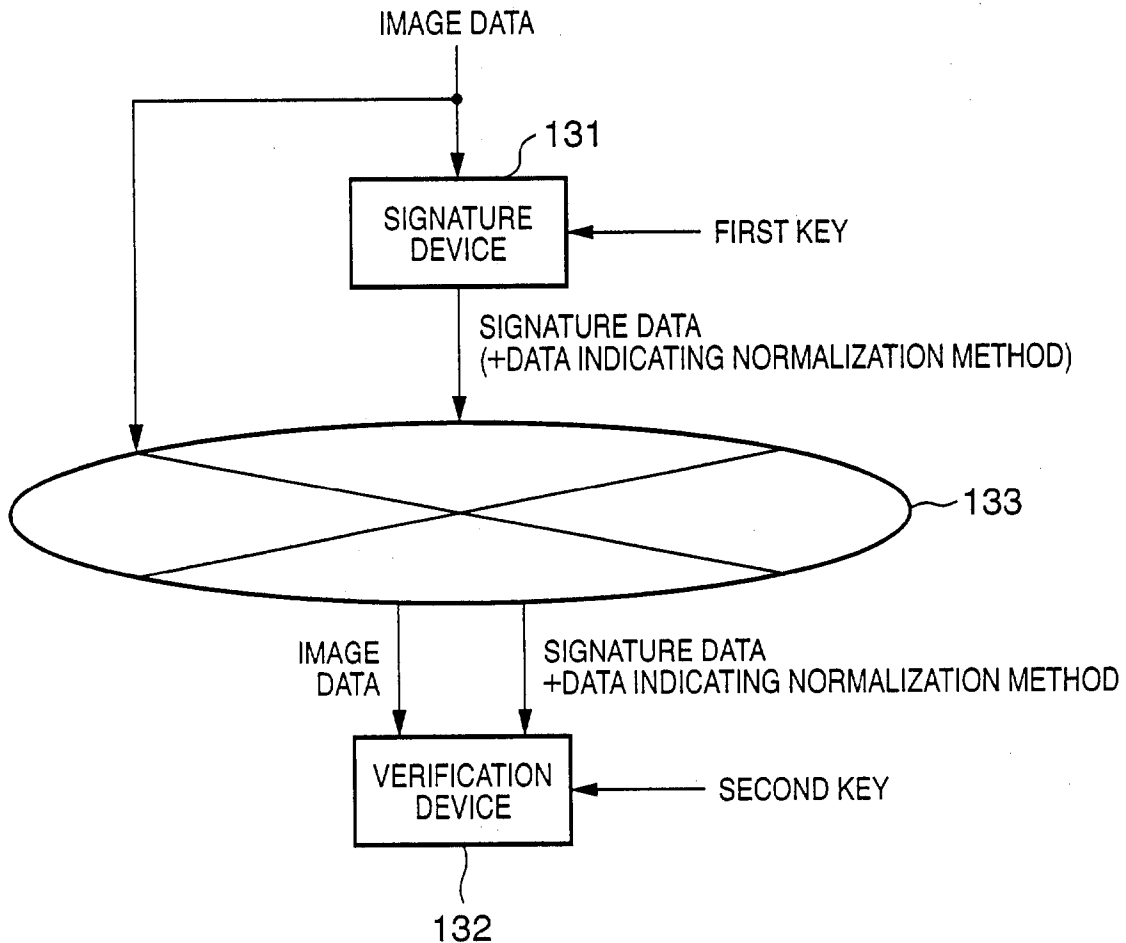 IMAGE DATA
131
SIGNATURE
DEVICE
FIRST KEY
SIGNATURE DATA
(+DATA INDICATING NORMALIZATION METHOD)
133
IMAGE
DATA
SIGNATURE DATA
+DATA INDICATING NORMALIZATION METHOD
VERIFICATION
DEVICE
SECOND KEY
132